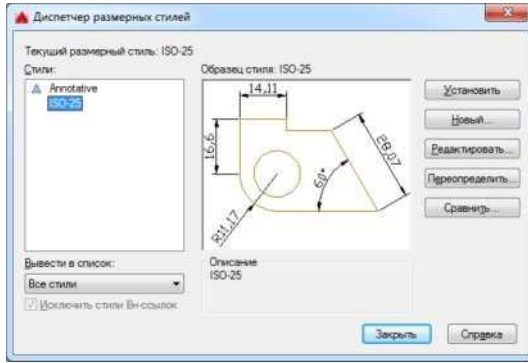 Диспетчер размерных стилей
Текущий размерный стиль: ISO-25
Стили:
Annotative
ISO-25
Образец стиля: ISO-25
14,11
16,6
28,07
60°
R11,17
Установить
Новый...
Редактировать...
Переопределить...
Сравнить...
Вывести в список:
Все стили
Исключить стили Вн-ссылок
Описание
ISO-25
Закрыть
Справка